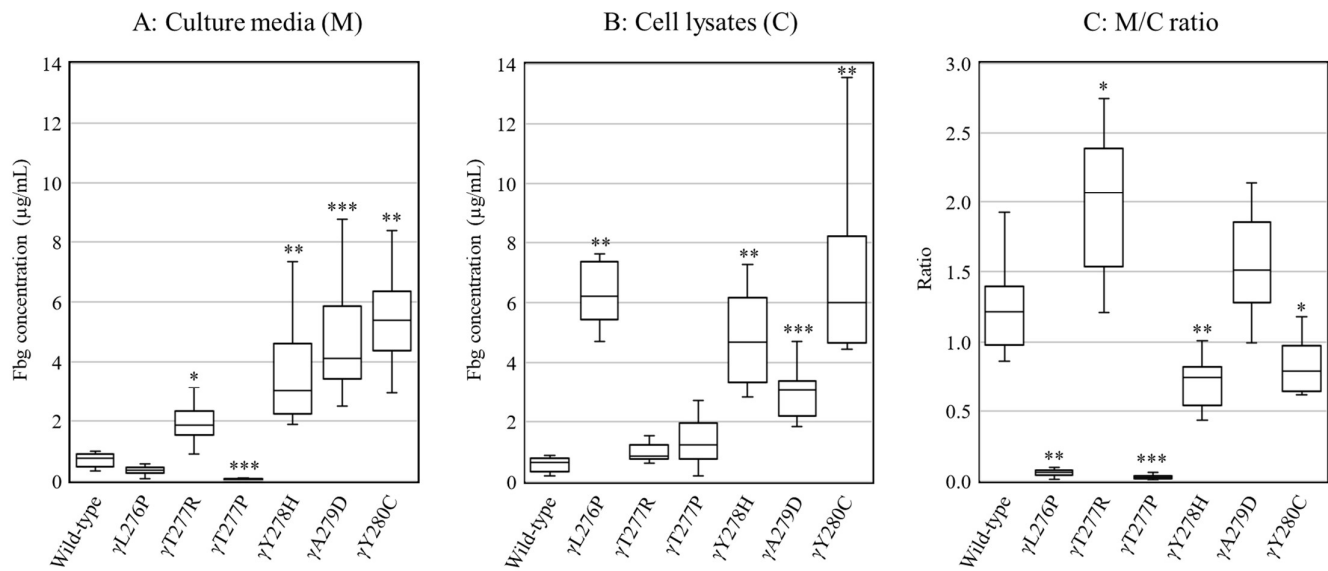 A: Culture media (M)
B: Cell lysates (C)
C: M/C ratio
Fbg concentration (μg/mL)
14
12
10
8
6
4
2
0
*
***
**
***
**
Wild-type
γL276P
γT277R
γT277P
γY278H
γA279D
γY280C
Fbg concentration (μg/mL)
14
12
10
8
6
4
2
0
**
**
***
**
Wild-type
γL276P
γT277R
γT277P
γY278H
γA279D
γY280C
Ratio
3.0
2.5
2.0
1.5
1.0
0.5
0.0
**
*
***
**
*
Wild-type
γL276P
γT277R
γT277P
γY278H
γA279D
γY280C